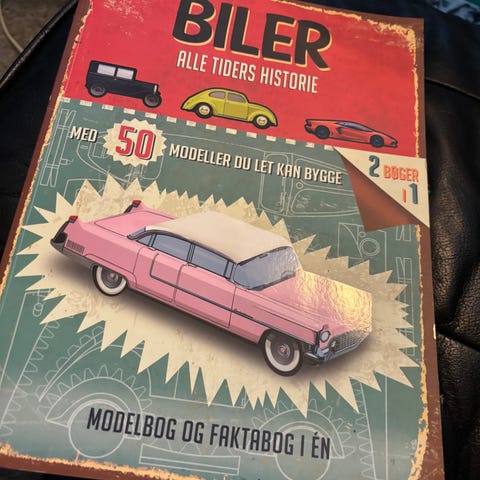 BILER
ALLE TIDERS HISTORIE
MED 50 MODELLER DU LET KAN BYGGE
2 BØGER
I 1
MODELBOG OG FAKTABOG I ÉN